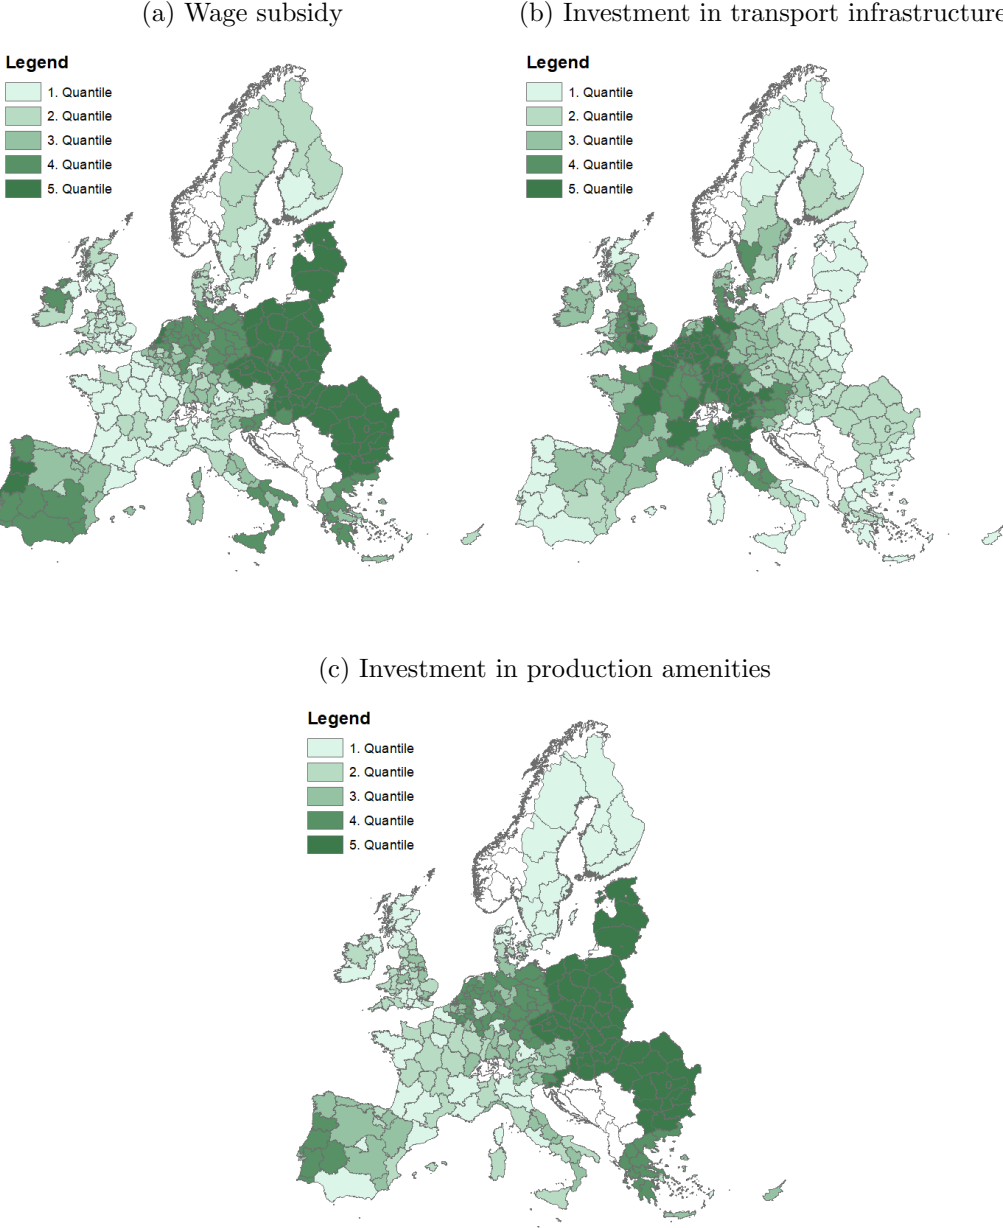 (a) Wage subsidy
(b) Investment in transport infrastructure
Legend
1. Quantile
2. Quantile
3. Quantile
4. Quantile
5. Quantile
Legend
1. Quantile
2. Quantile
3. Quantile
4. Quantile
5. Quantile
(c) Investment in production amenities
Legend
1. Quantile
2. Quantile
3. Quantile
4. Quantile
5. Quantile